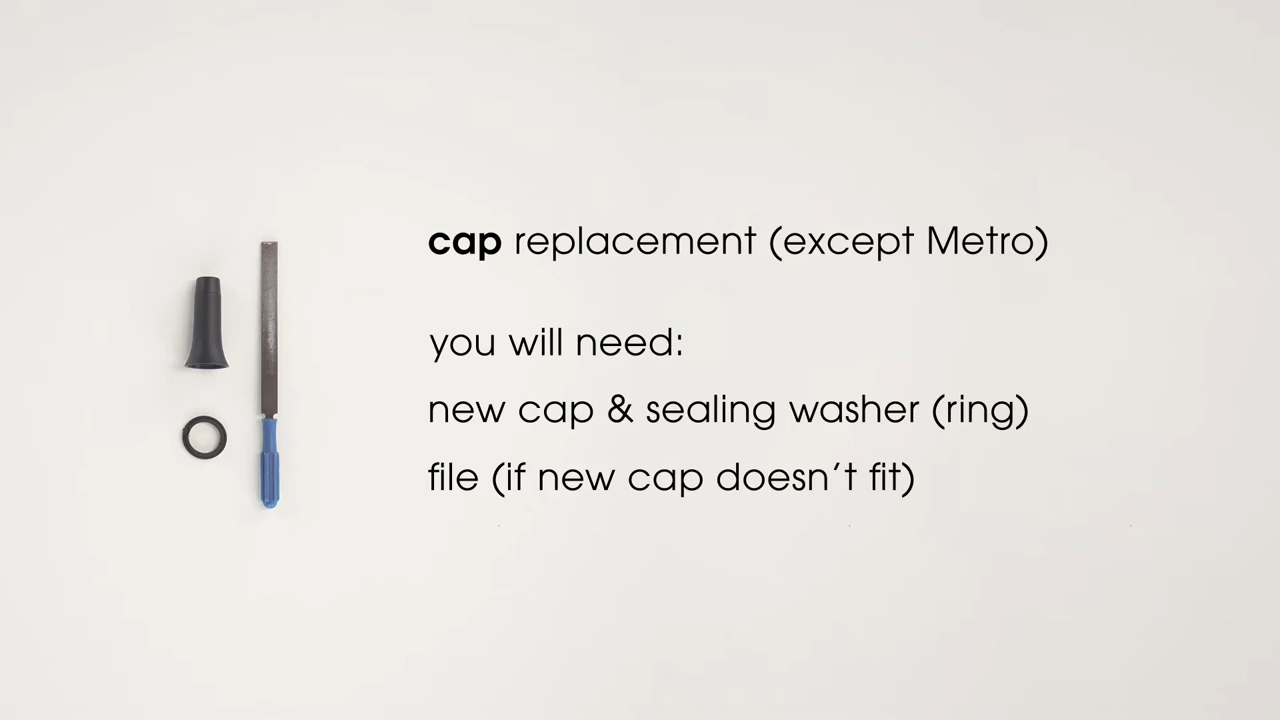 cap replacement (except Metro)
you will need:
new cap & sealing washer (ring)
file (if new cap doesn’t fit)